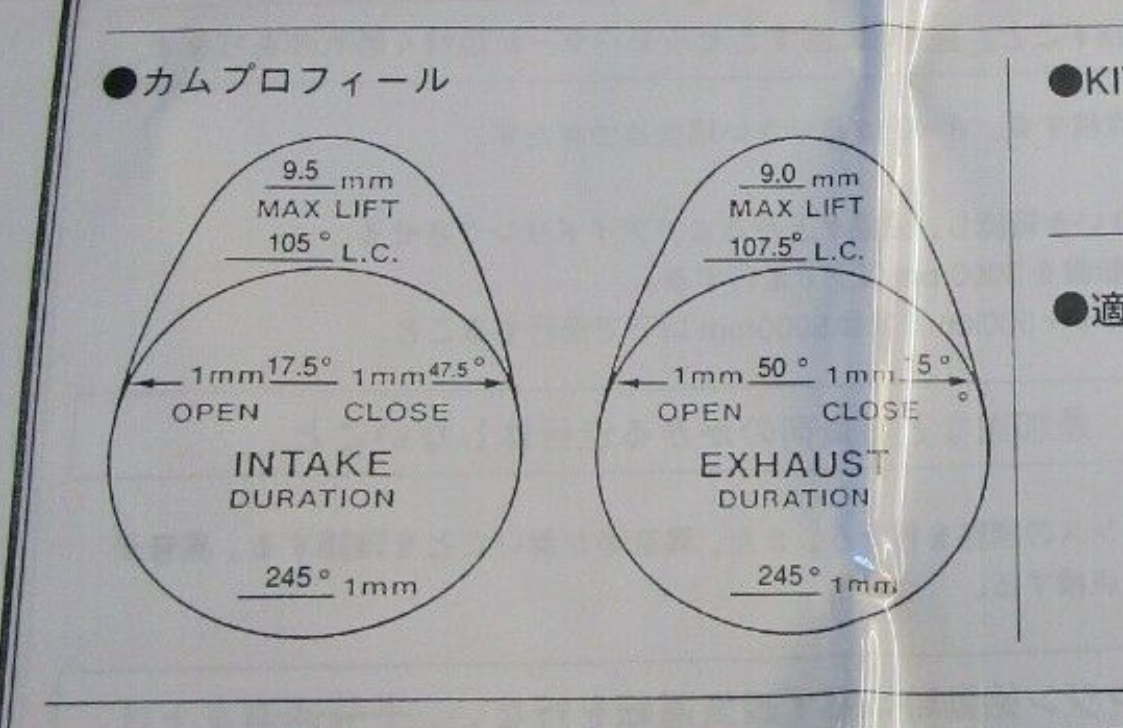 ●カムプロフィール
9.5 mm
MAX LIFT
105° L.C.
1mm 17.5° 1mm 47.5°
OPEN CLOSE
INTAKE
DURATION
245° 1mm
9.0 mm
MAX LIFT
107.5° L.C.
1mm 50° 1mm 5°
OPEN CLOSE
EXHAUST
DURATION
245° 1mm
●KI
●適